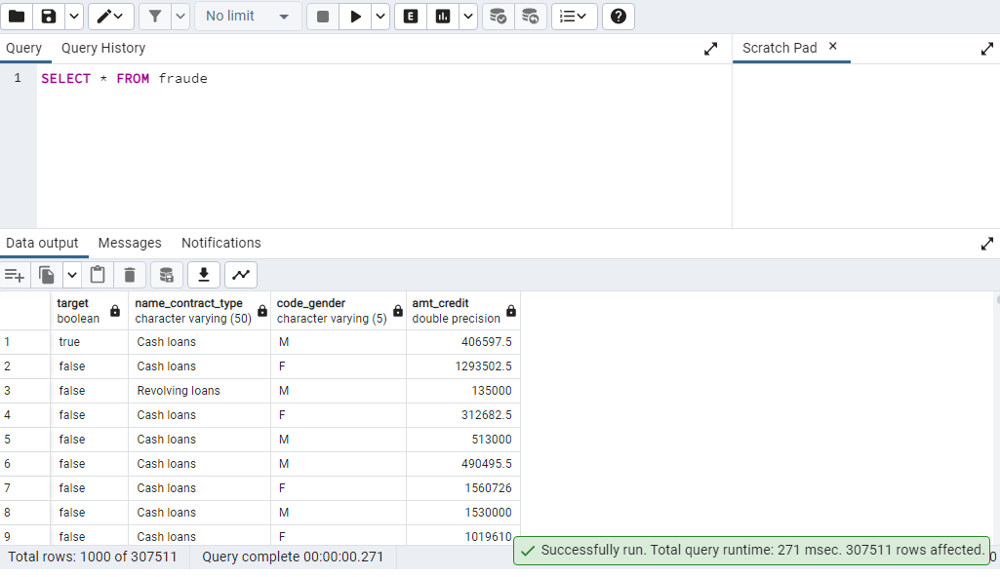 No limit
E
?
Query Query History Scratch Pad ×
1 SELECT * FROM fraude
Data output Messages Notifications
target name_contract_type code_gender amt_credit
boolean character varying (50) character varying (5) double precision
1 true Cash loans M 406597.5
2 false Cash loans F 1293502.5
3 false Revolving loans M 135000
4 false Cash loans F 312682.5
5 false Cash loans M 513000
6 false Cash loans M 490495.5
7 false Cash loans F 1560726
8 false Cash loans M 1530000
9 false Cash loans F 1019610
Total rows: 1000 of 307511 Query complete 00:00:00.271
Successfully run. Total query runtime: 271 msec. 307511 rows affected.